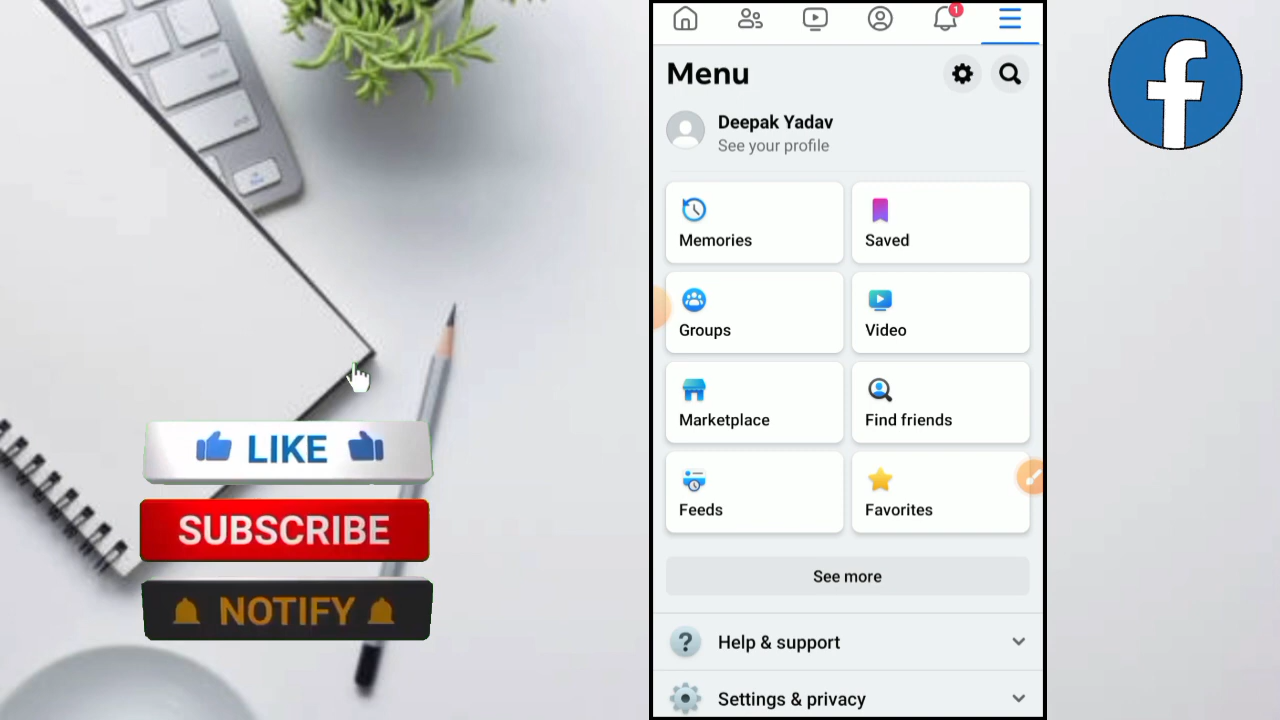 LIKE
SUBSCRIBE
NOTIFY
1
Menu
Deepak Yadav
See your profile
Memories
Saved
Groups
Video
Marketplace
Find friends
Feeds
Favorites
See more
Help & support
Settings & privacy
f